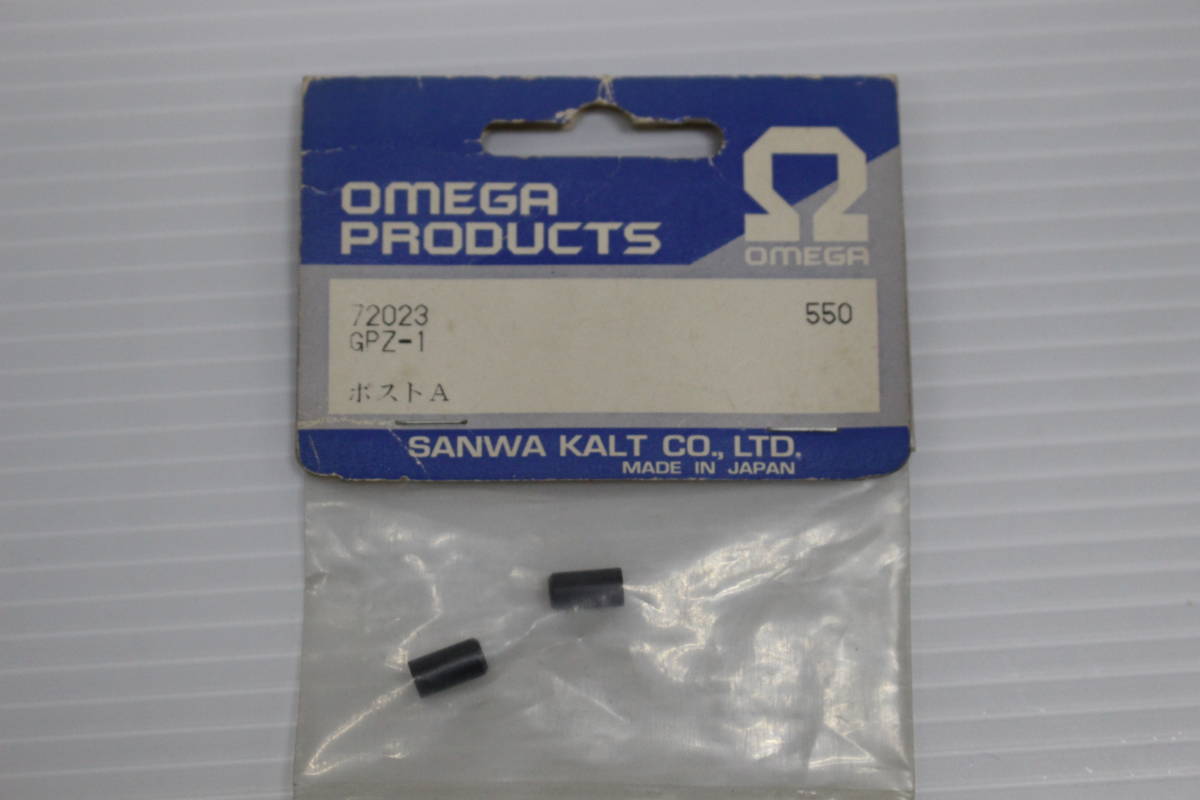 OMEGA
PRODUCTS
OMEGA
72023
550
GPZ-1
ポストA
SANWA KALT CO., LTD.
MADE IN JAPAN